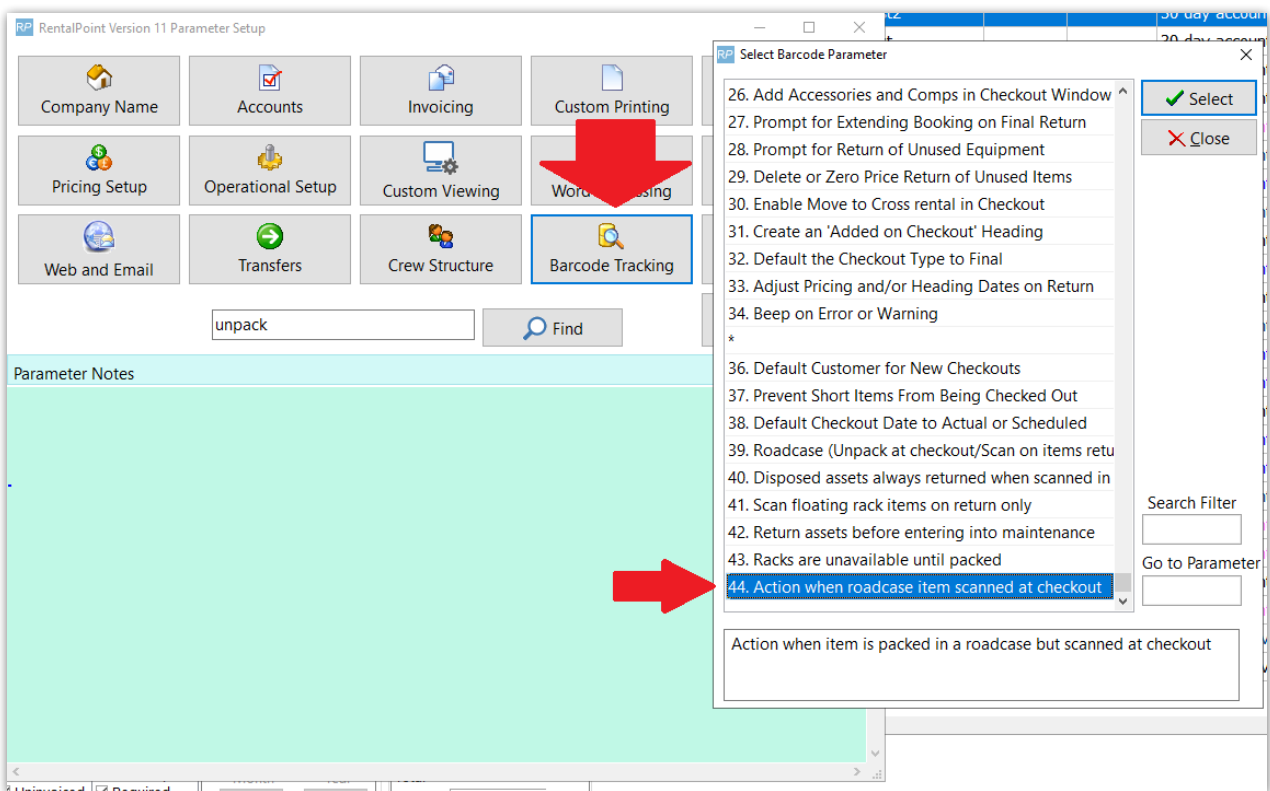 RP RentalPoint Version 11 Parameter Setup
Company Name
Accounts
Invoicing
Custom Printing
Pricing Setup
Operational Setup
Custom Viewing
Web and Email
Transfers
Crew Structure
Barcode Tracking
unpack
Find
Parameter Notes
RP Select Barcode Parameter
26. Add Accessories and Comps in Checkout Window
27. Prompt for Extending Booking on Final Return
28. Prompt for Return of Unused Equipment
29. Delete or Zero Price Return of Unused Items
30. Enable Move to Cross rental in Checkout
31. Create an 'Added on Checkout' Heading
32. Default the Checkout Type to Final
33. Adjust Pricing and/or Heading Dates on Return
34. Beep on Error or Warning
*
36. Default Customer for New Checkouts
37. Prevent Short Items From Being Checked Out
38. Default Checkout Date to Actual or Scheduled
39. Roadcase (Unpack at checkout/Scan on items retu
40. Disposed assets always returned when scanned in
41. Scan floating rack items on return only
42. Return assets before entering into maintenance
43. Racks are unavailable until packed
44. Action when roadcase item scanned at checkout
Select
Close
Search Filter
Go to Parameter
Action when item is packed in a roadcase but scanned at checkout